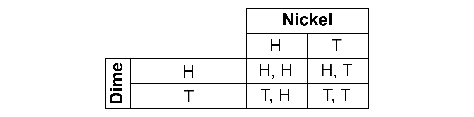 Nickel
H T
Dime
H H, H H, T
T T, H T, T